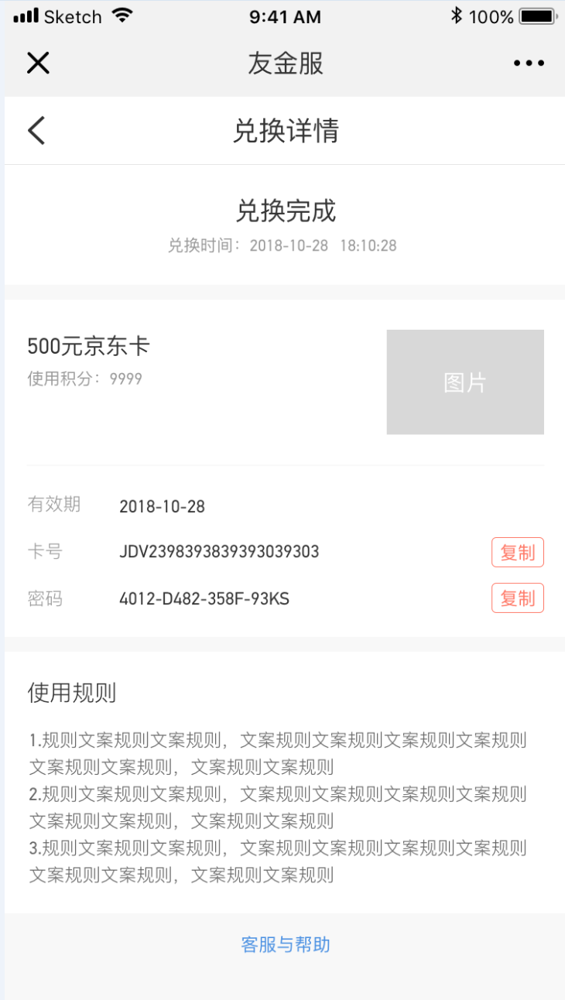 Sketch 9:41 AM 100%
友金服
兑换详情
兑换完成
兑换时间：2018-10-28 18:10:28
500元京东卡
使用积分：9999
图片
有效期 2018-10-28
卡号 JDV2398393839393039303 复制
密码 4012-D482-358F-93KS 复制
使用规则
1.规则文案规则文案规则，文案规则文案规则文案规则文案规则
文案规则文案规则，文案规则文案规则
2.规则文案规则文案规则，文案规则文案规则文案规则文案规则
文案规则文案规则，文案规则文案规则
3.规则文案规则文案规则，文案规则文案规则文案规则文案规则
文案规则文案规则，文案规则文案规则
客服与帮助